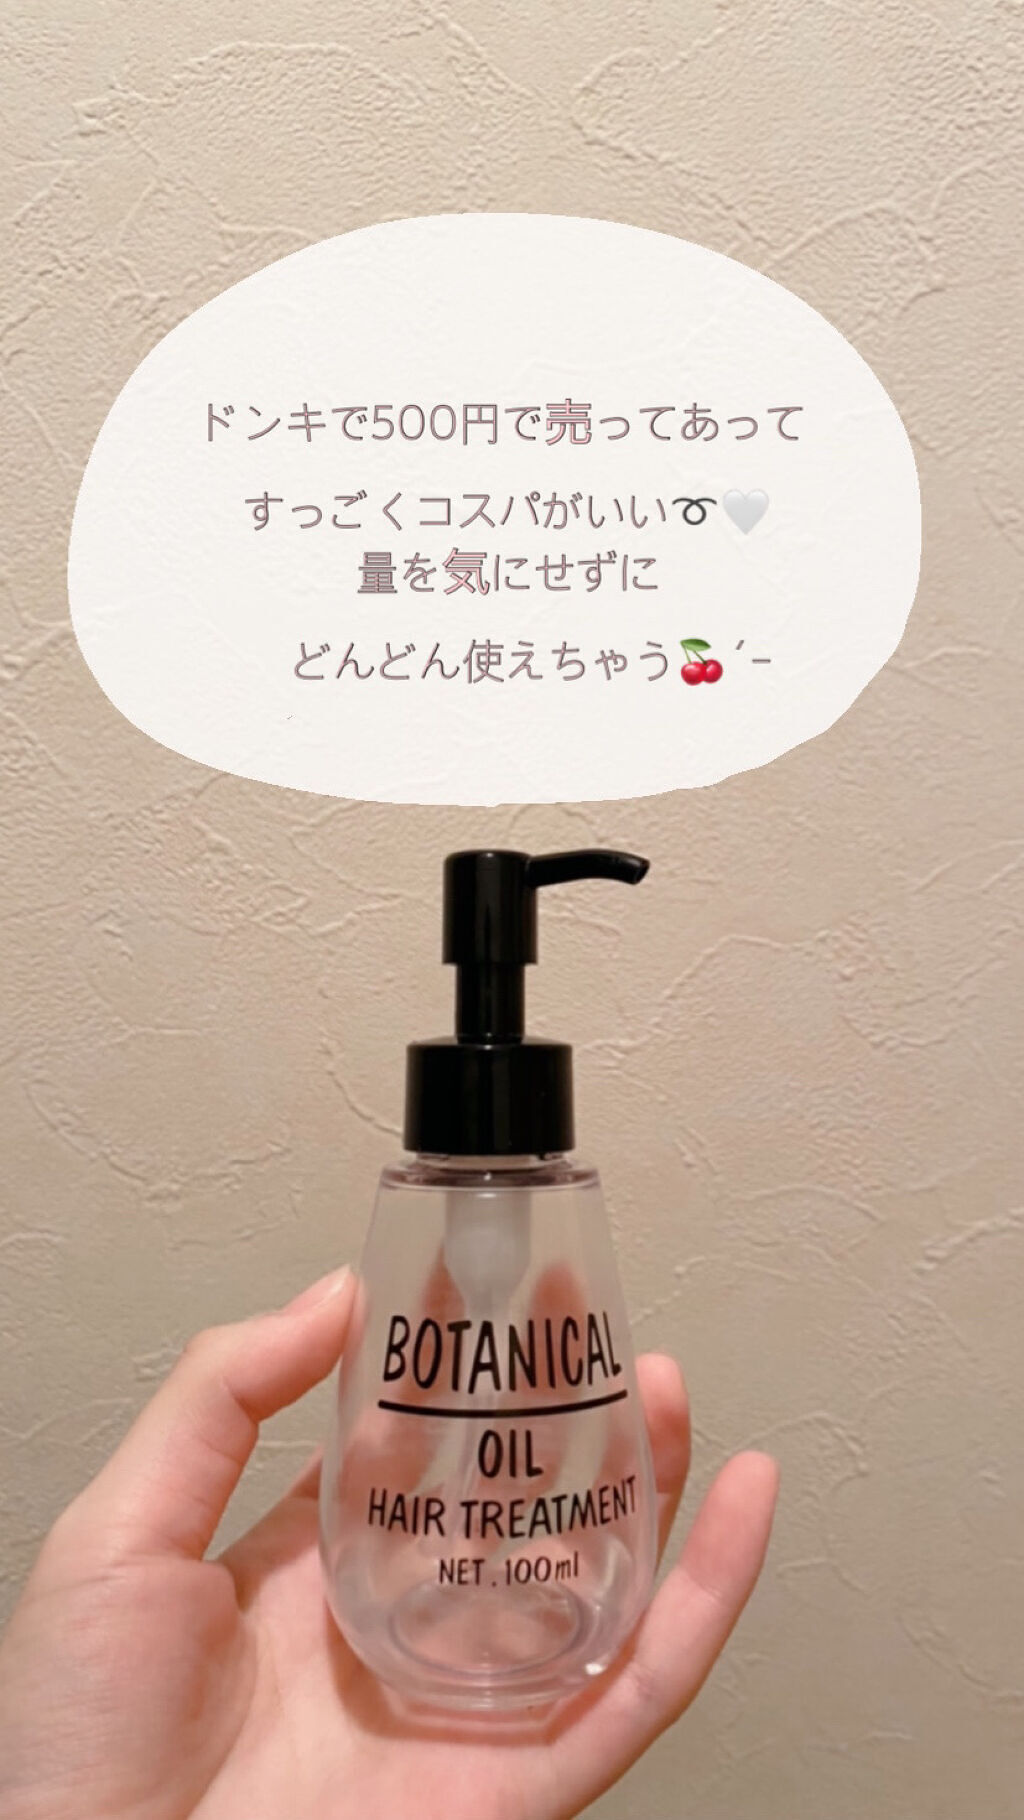 ドンキで500円で売ってあって
すっごくコスパがいい➰🤍
量を気にせずに
どんどん使えちゃう🍒´-
BOTANICAL
OIL
HAIR TREATMENT
NET.100ml